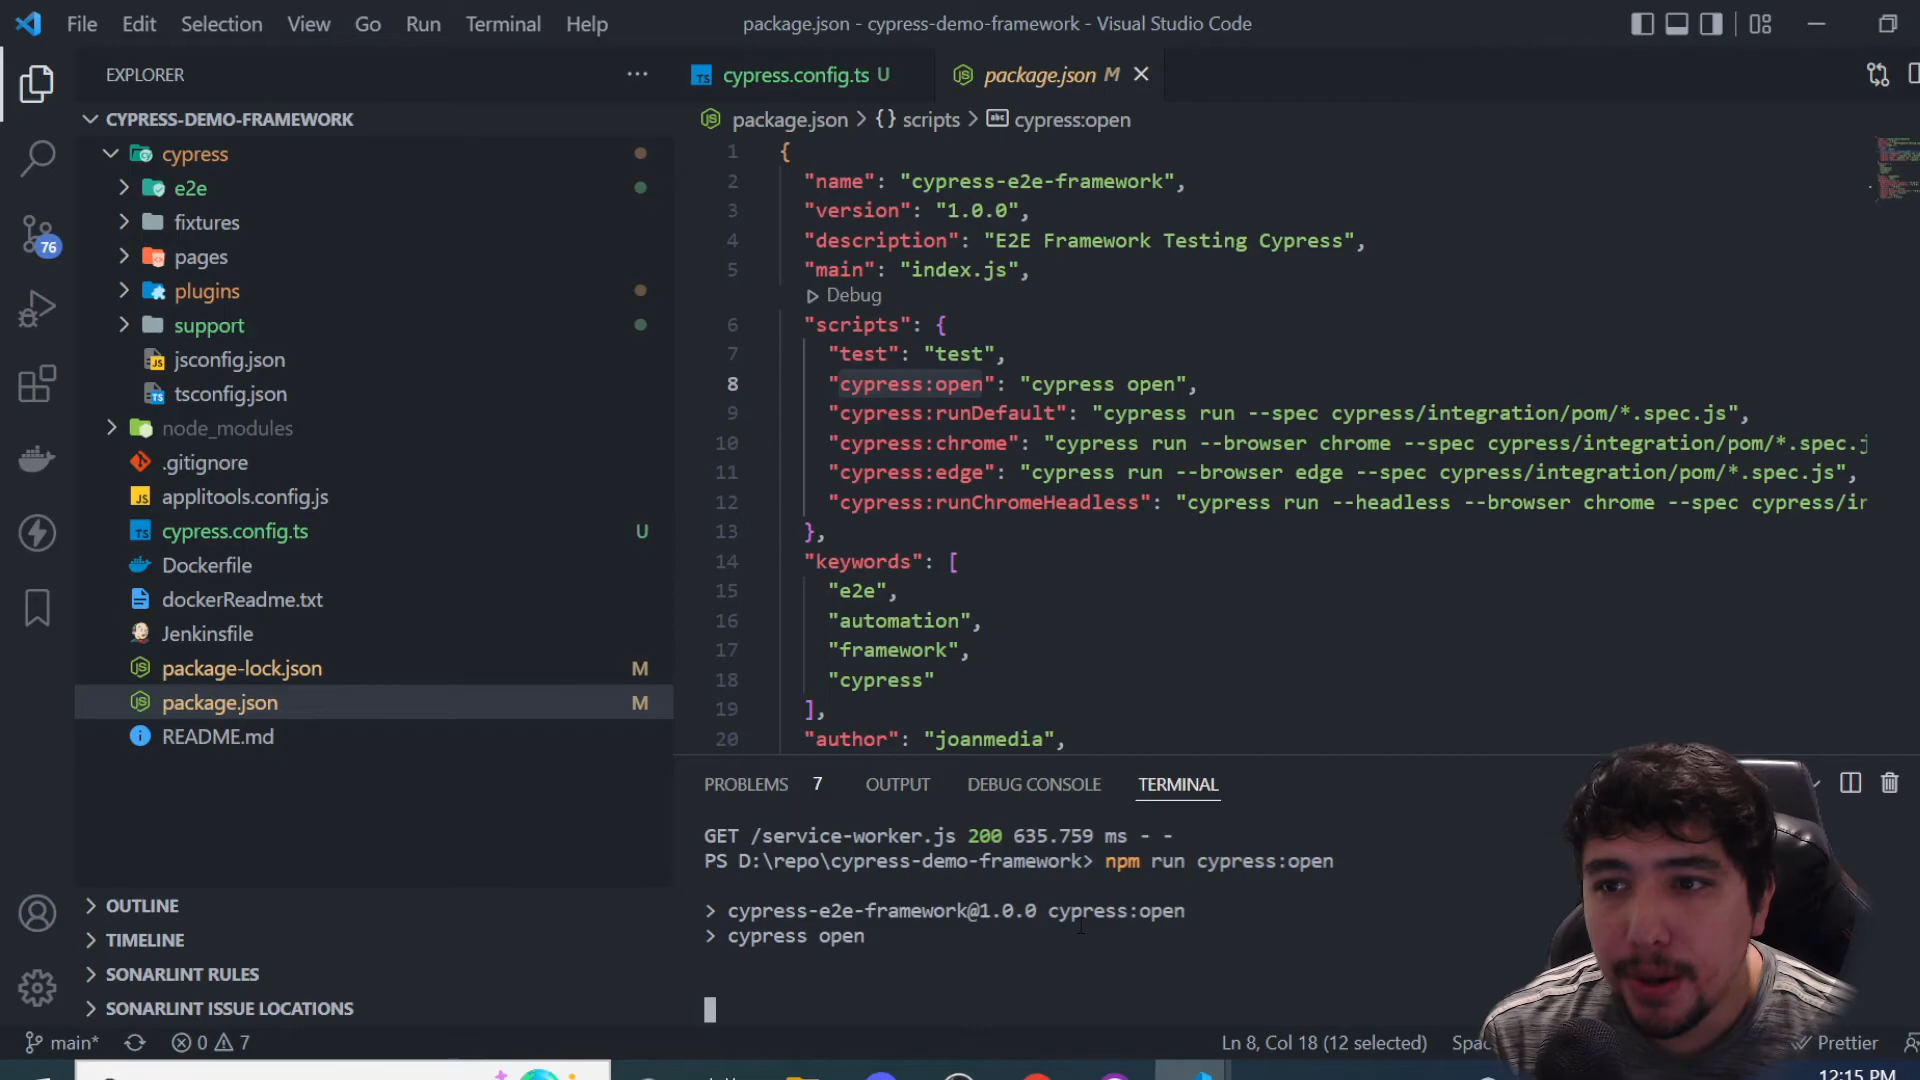 File Edit Selection View Go Run Terminal Help
package.json - cypress-demo-framework - Visual Studio Code
EXPLORER
CYPRESS-DEMO-FRAMEWORK
cypress
e2e
fixtures
pages
plugins
support
JS jsconfig.json
TS tsconfig.json
node_modules
.gitignore
JS applitools.config.js
TS cypress.config.ts U
Dockerfile
dockerReadme.txt
Jenkinsfile
package-lock.json M
package.json M
README.md
OUTLINE
TIMELINE
SONARLINT RULES
SONARLINT ISSUE LOCATIONS
76
TS cypress.config.ts U
package.json M
package.json > {} scripts > abc cypress:open
1 {
2 "name": "cypress-e2e-framework",
3 "version": "1.0.0",
4 "description": "E2E Framework Testing Cypress",
5 "main": "index.js",
Debug
6 "scripts": {
7 "test": "test",
8 "cypress:open": "cypress open",
9 "cypress:runDefault": "cypress run --spec cypress/integration/pom/*.spec.js",
10 "cypress:chrome": "cypress run --browser chrome --spec cypress/integration/pom/*.spec.j
11 "cypress:edge": "cypress run --browser edge --spec cypress/integration/pom/*.spec.js",
12 "cypress:runChromeHeadless": "cypress run --headless --browser chrome --spec cypress/in
13 },
14 "keywords": [
15 "e2e",
16 "automation",
17 "framework",
18 "cypress"
19 ],
20 "author": "joanmedia",
PROBLEMS 7 OUTPUT DEBUG CONSOLE TERMINAL
GET /service-worker.js 200 635.759 ms - -
PS D:\repo\cypress-demo-framework> npm run cypress:open
> cypress-e2e-framework@1.0.0 cypress:open
> cypress open
main* 0 7
Ln 8, Col 18 (12 selected)
Prettier
12:15 PM